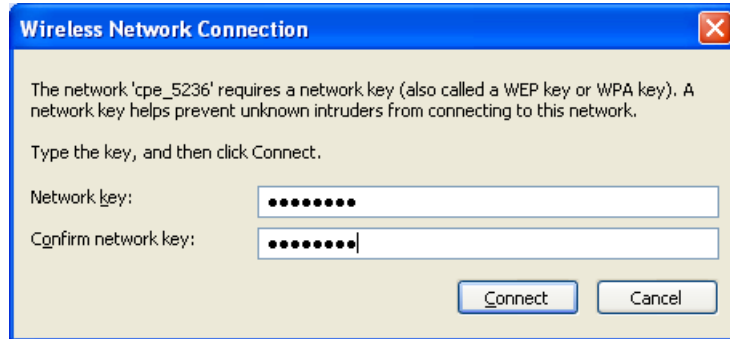 Wireless Network Connection
The network 'cpe_5236' requires a network key (also called a WEP key or WPA key). A
network key helps prevent unknown intruders from connecting to this network.
Type the key, and then click Connect.
Network key: ●●●●●●●●
Confirm network key: ●●●●●●●●
Connect Cancel